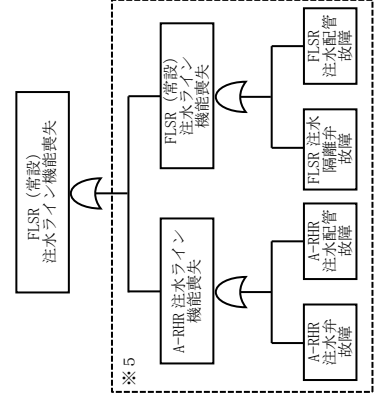 FLSR（常設）
注水ライン機能喪失
※5
A-RHR 注水ライン
機能喪失
FLSR（常設）
注水ライン
機能喪失
A-RHR
注水弁
故障
A-RHR
注水配管
故障
FLSR 注水
隔離弁
故障
FLSR
注水配管
故障